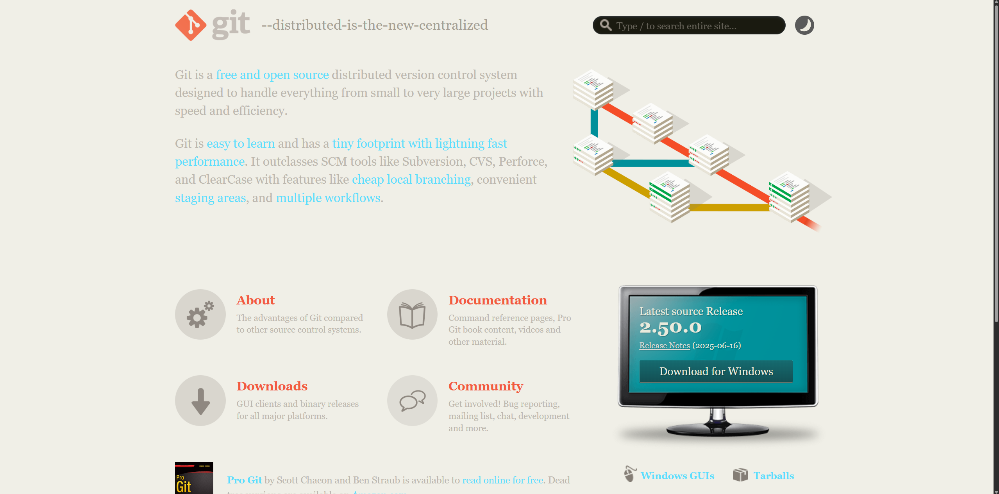 git --distributed-is-the-new-centralized
Type / to search entire site...
Git is a free and open source distributed version control system
designed to handle everything from small to very large projects with
speed and efficiency.
Git is easy to learn and has a tiny footprint with lightning fast
performance. It outclasses SCM tools like Subversion, CVS, Perforce,
and ClearCase with features like cheap local branching, convenient
staging areas, and multiple workflows.
About
The advantages of Git compared
to other source control systems.
Documentation
Command reference pages, Pro
Git book content, videos and
other material.
Downloads
GUI clients and binary releases
for all major platforms.
Community
Get involved! Bug reporting,
mailing list, chat, development
and more.
Pro
Git
Pro Git by Scott Chacon and Ben Straub is available to read online for free. Dead
tree versions are available on Amazon.com.
Latest source Release
2.50.0
Release Notes (2025-06-16)
Download for Windows
Windows GUIs
Tarballs